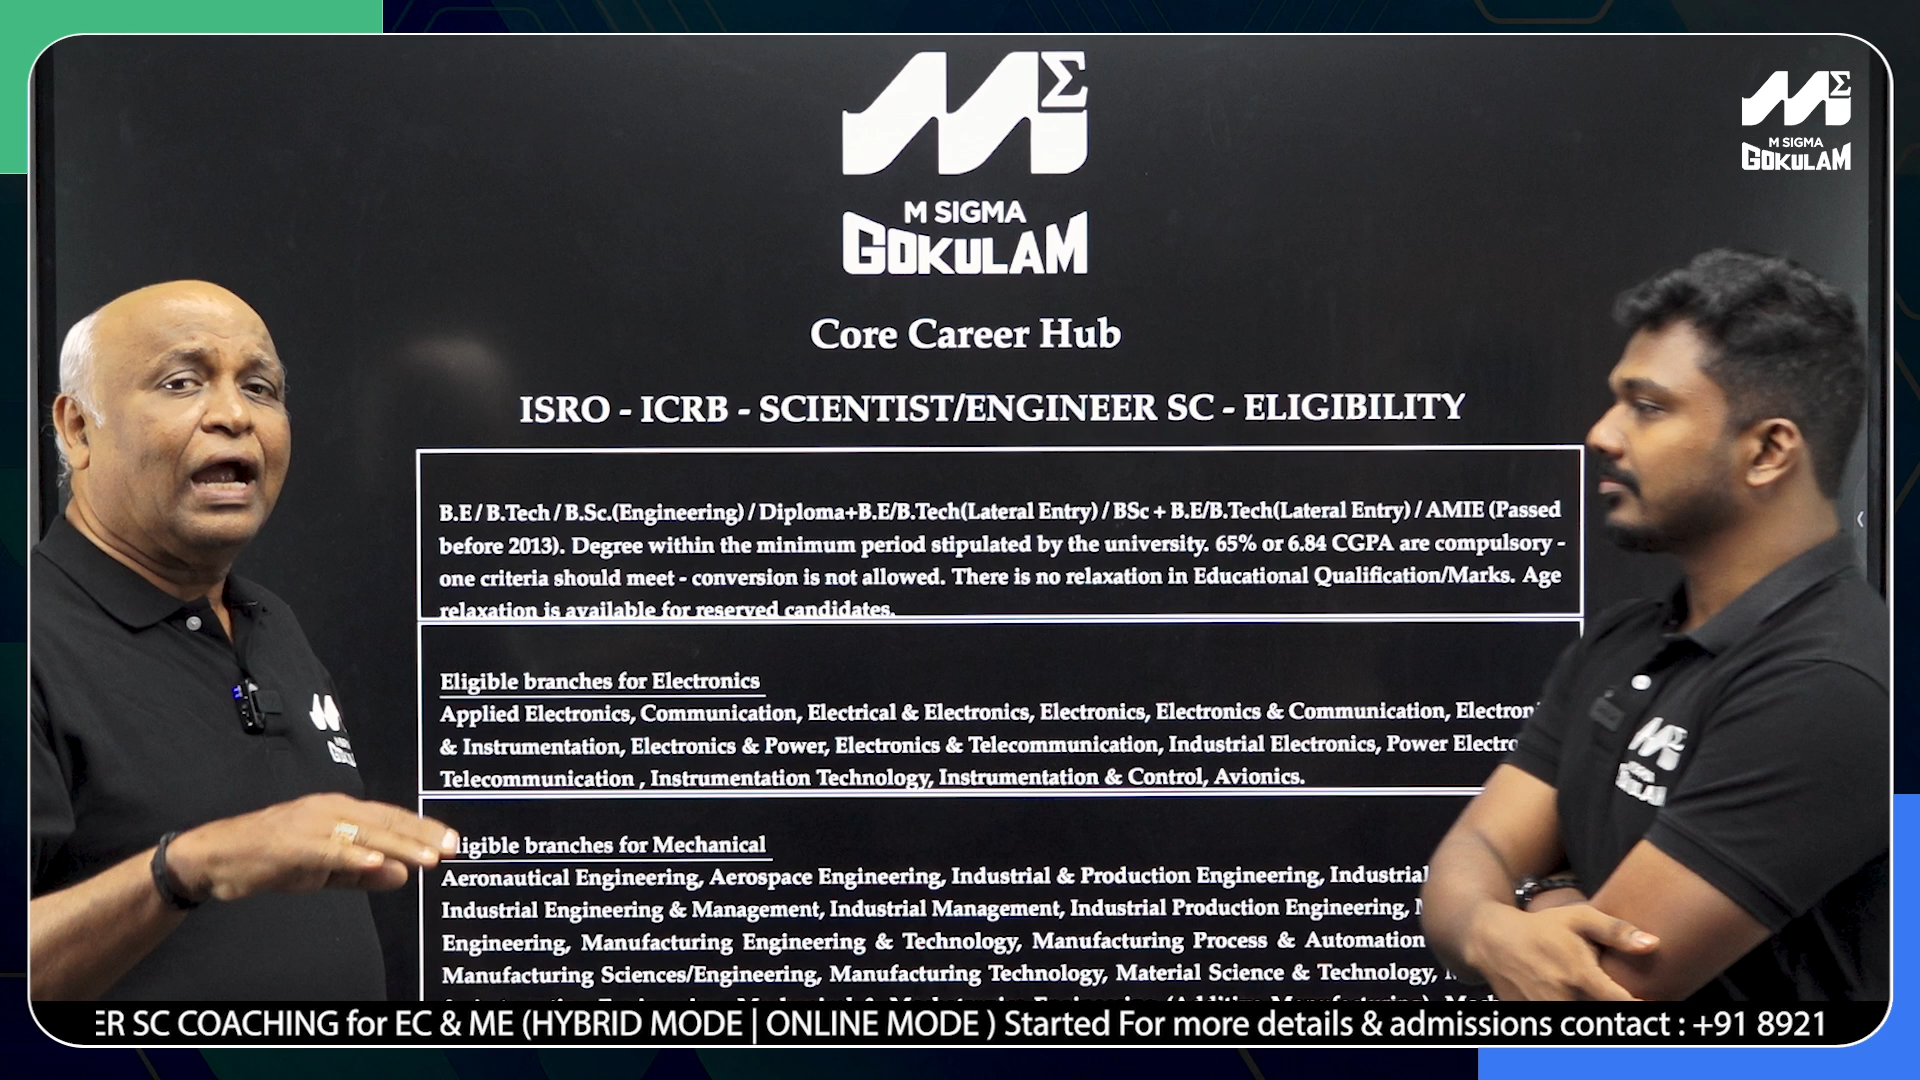 MΣ
M SIGMA
GOKULAM
MΣ
M SIGMA
GOKULAM
Core Career Hub
ISRO - ICRB - SCIENTIST/ENGINEER SC - ELIGIBILITY
B.E / B.Tech / B.Sc.(Engineering) / Diploma+B.E/B.Tech(Lateral Entry) / BSc + B.E/B.Tech(Lateral Entry) / AMIE (Passed
before 2013). Degree within the minimum period stipulated by the university. 65% or 6.84 CGPA are compulsory -
one criteria should meet - conversion is not allowed. There is no relaxation in Educational Qualification/Marks. Age
relaxation is available for reserved candidates.
Eligible branches for Electronics
Applied Electronics, Communication, Electrical & Electronics, Electronics, Electronics & Communication,
& Instrumentation, Electronics & Power, Electronics & Telecommunication, Industrial Electronics, Power
Telecommunication , Instrumentation Technology, Instrumentation & Control, Avionics.
branches for Mechanical
Aeronautical Engineering, Aerospace Engineering, Industrial & Production Engineering, Industrial
Industrial Engineering & Management, Industrial Management, Industrial Production Engineering,
Engineering, Manufacturing Engineering & Technology, Manufacturing Process & Automation
Manufacturing Sciences/Engineering, Manufacturing Technology, Material Science & Technology,
ER SC COACHING for EC & ME (HYBRID MODE | ONLINE MODE ) Started For more details & admissions contact : +91 8921